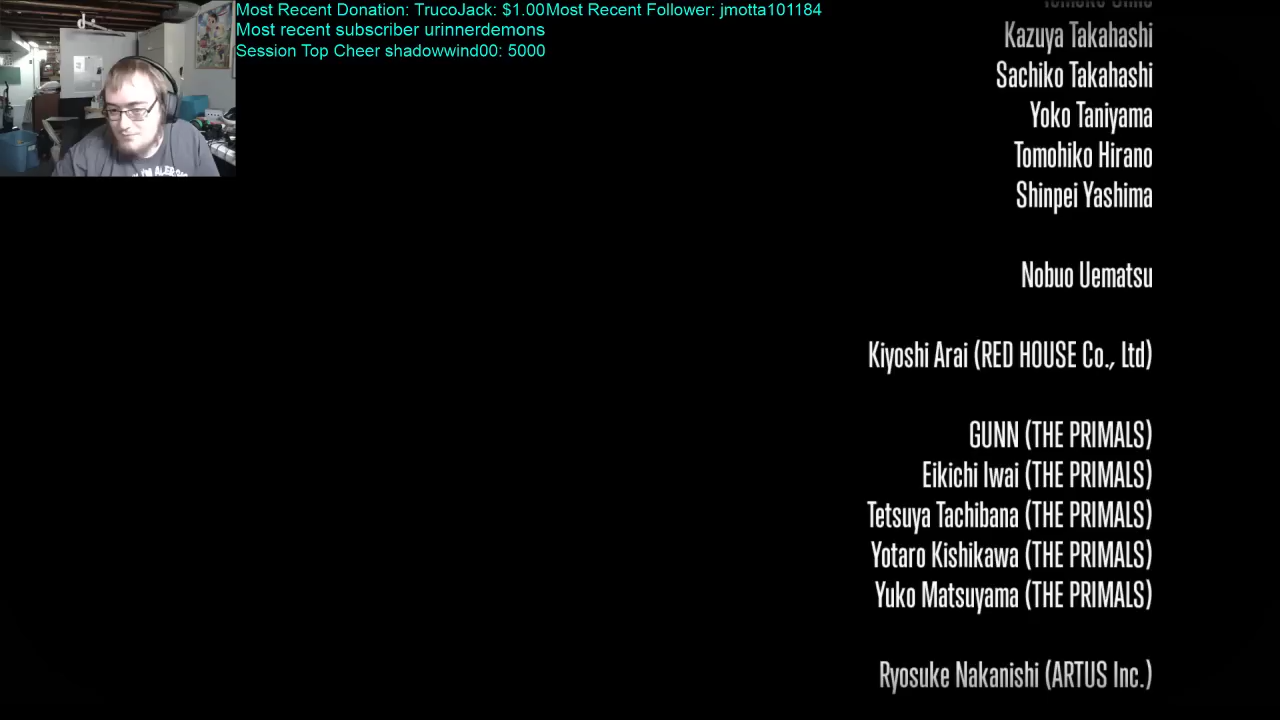 Most Recent Donation: TrucoJack: $1.00Most Recent Follower: jmotta101184
Most recent subscriber urinnerdemons
Session Top Cheer shadowwind00: 5000
Kazuya Takahashi
Sachiko Takahashi
Yoko Taniyama
Tomohiko Hirano
Shinpei Yashima
Nobuo Uematsu
Kiyoshi Arai (RED HOUSE Co., Ltd)
GUNN (THE PRIMALS)
Eikichi Iwai (THE PRIMALS)
Tetsuya Tachibana (THE PRIMALS)
Yotaro Kishikawa (THE PRIMALS)
Yuko Matsuyama (THE PRIMALS)
Ryosuke Nakanishi (ARTUS Inc.)